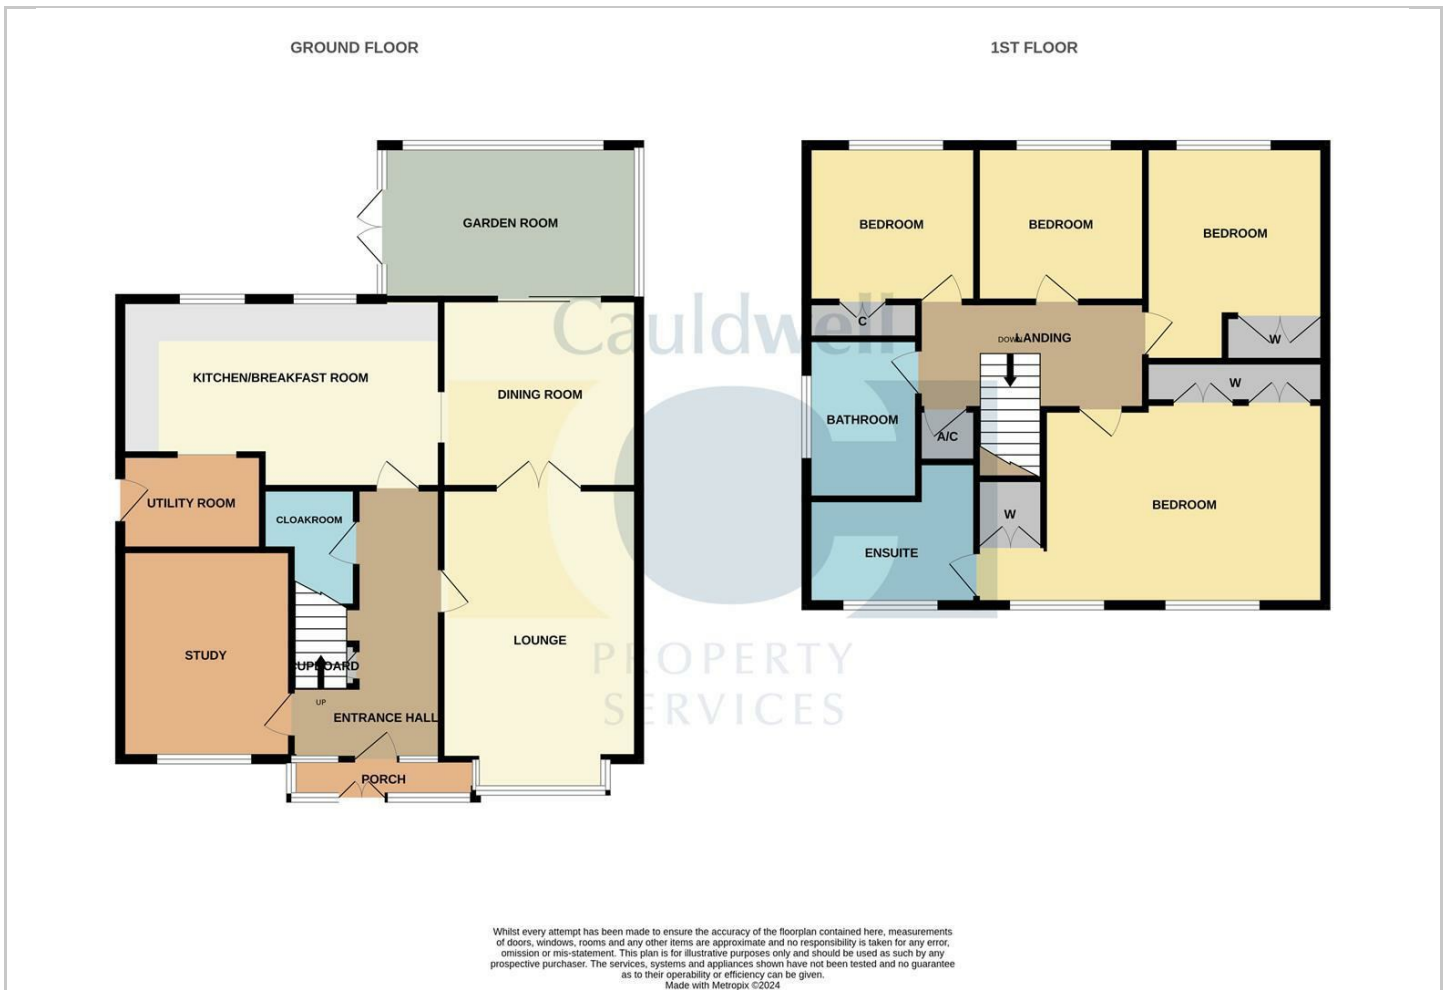 GROUND FLOOR
1ST FLOOR
GARDEN ROOM
KITCHEN/BREAKFAST ROOM
DINING ROOM
UTILITY ROOM
CLOAKROOM
STUDY
LOUNGE
CUPBOARD
UP
ENTRANCE HALL
PORCH
BEDROOM
BEDROOM
BEDROOM
C
DOWN
LANDING
W
W
BATHROOM
A/C
W
BEDROOM
ENSUITE
Cauldwell
PROPERTY
SERVICES
Whilst every attempt has been made to ensure the accuracy of the floorplan contained here, measurements
of doors, windows, rooms and any other items are approximate and no responsibility is taken for any error,
omission or mis-statement. This plan is for illustrative purposes only and should be used as such by any
prospective purchaser. The services, systems and appliances shown have not been tested and no guarantee
as to their operability or efficiency can be given.
Made with Metropix ©2024